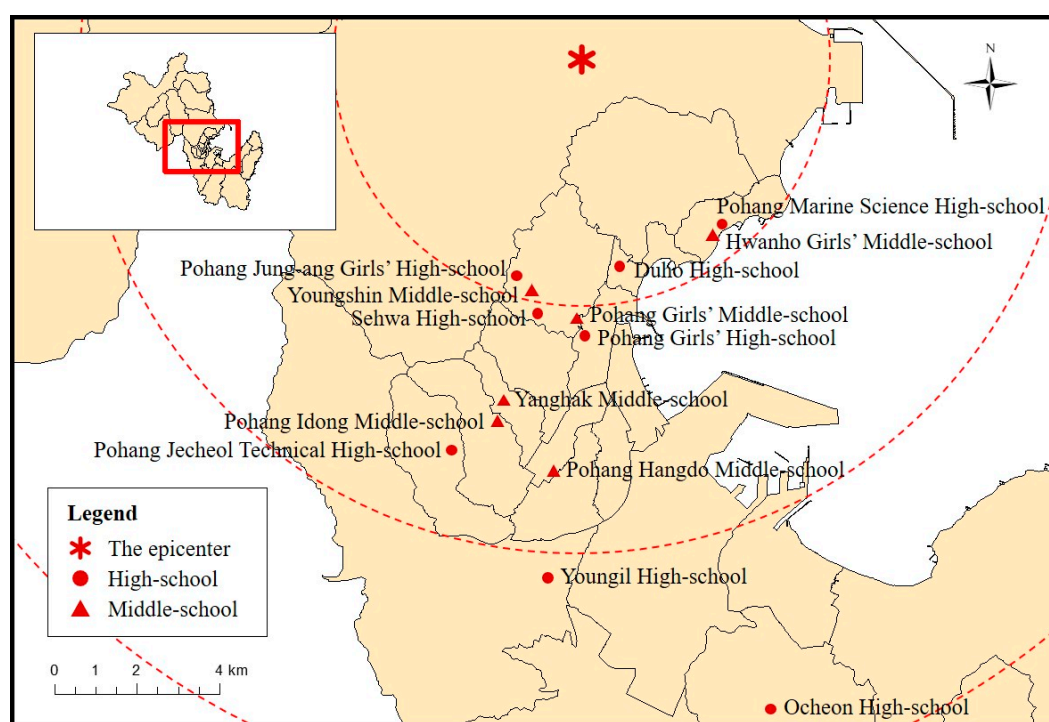 N
Pohang Marine Science High-school
Hwanho Girls' Middle-school
Pohang Jung-ang Girls' High-school
Duho High-school
Youngshin Middle-school
Sehwa High-school
Pohang Girls' Middle-school
Pohang Girls' High-school
Yanghak Middle-school
Pohang Idong Middle-school
Pohang Jecheol Technical High-school
Pohang Hangdo Middle-school
Youngil High-school
Ocheon High-school
Legend
The epicenter
High-school
Middle-school
0 1 2 4 km